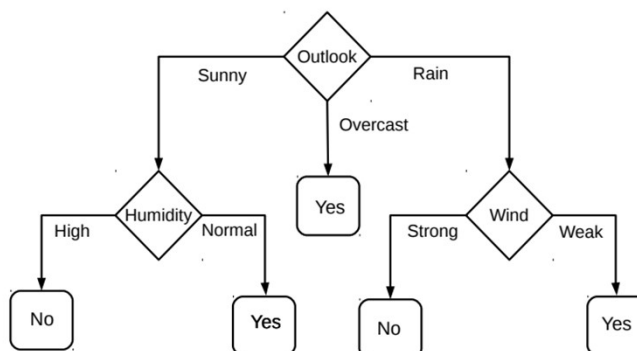 Outlook
Sunny
Rain
Overcast
Yes
Humidity
Wind
High
Normal
Strong
Weak
No
Yes
No
Yes